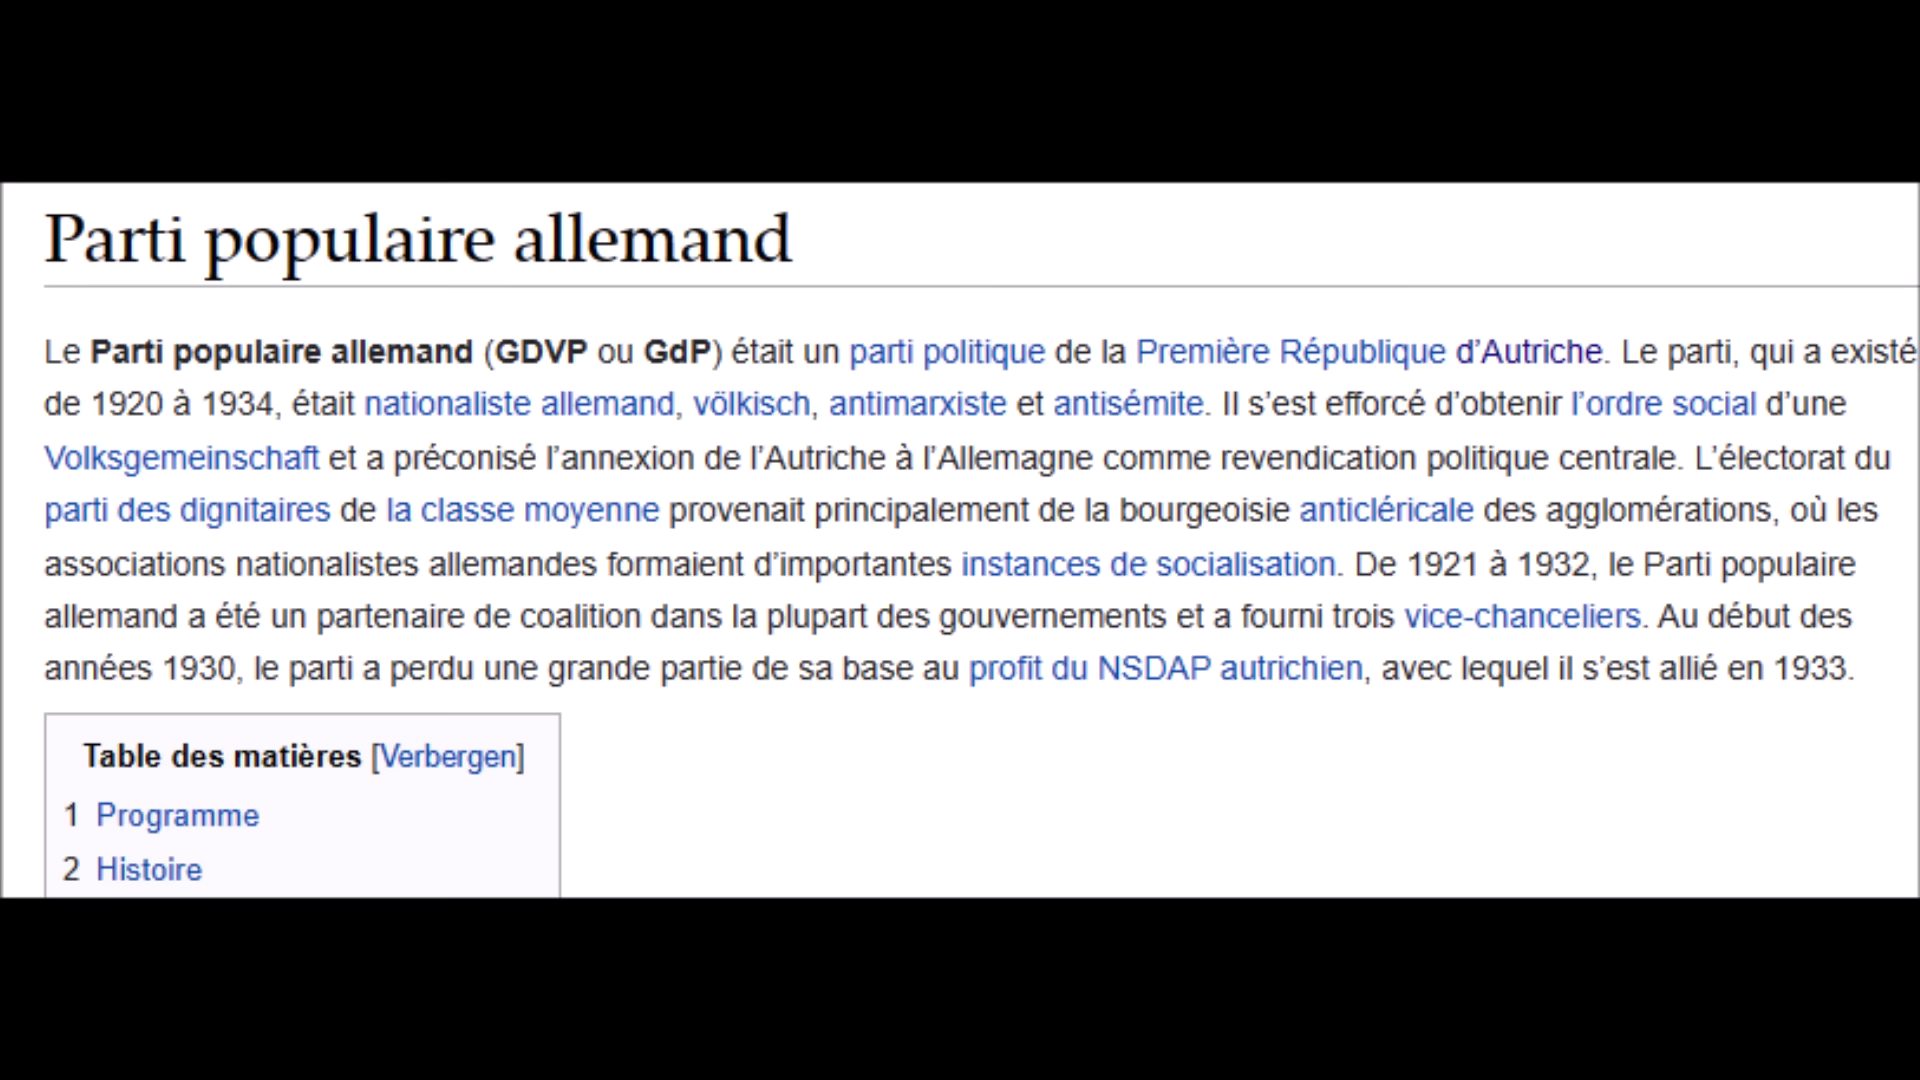 Parti populaire allemand
Le Parti populaire allemand (GDVP ou GdP) était un parti politique de la Première République d’Autriche. Le parti, qui a existé
de 1920 à 1934, était nationaliste allemand, völkisch, antimarxiste et antisémite. Il s’est efforcé d’obtenir l’ordre social d’une
Volksgemeinschaft et a préconisé l’annexion de l’Autriche à l’Allemagne comme revendication politique centrale. L’électorat du
parti des dignitaires de la classe moyenne provenait principalement de la bourgeoisie anticléricale des agglomérations, où les
associations nationalistes allemandes formaient d’importantes instances de socialisation. De 1921 à 1932, le Parti populaire
allemand a été un partenaire de coalition dans la plupart des gouvernements et a fourni trois vice-chanceliers. Au début des
années 1930, le parti a perdu une grande partie de sa base au profit du NSDAP autrichien, avec lequel il s’est allié en 1933.
Table des matières [Verbergen]
1 Programme
2 Histoire